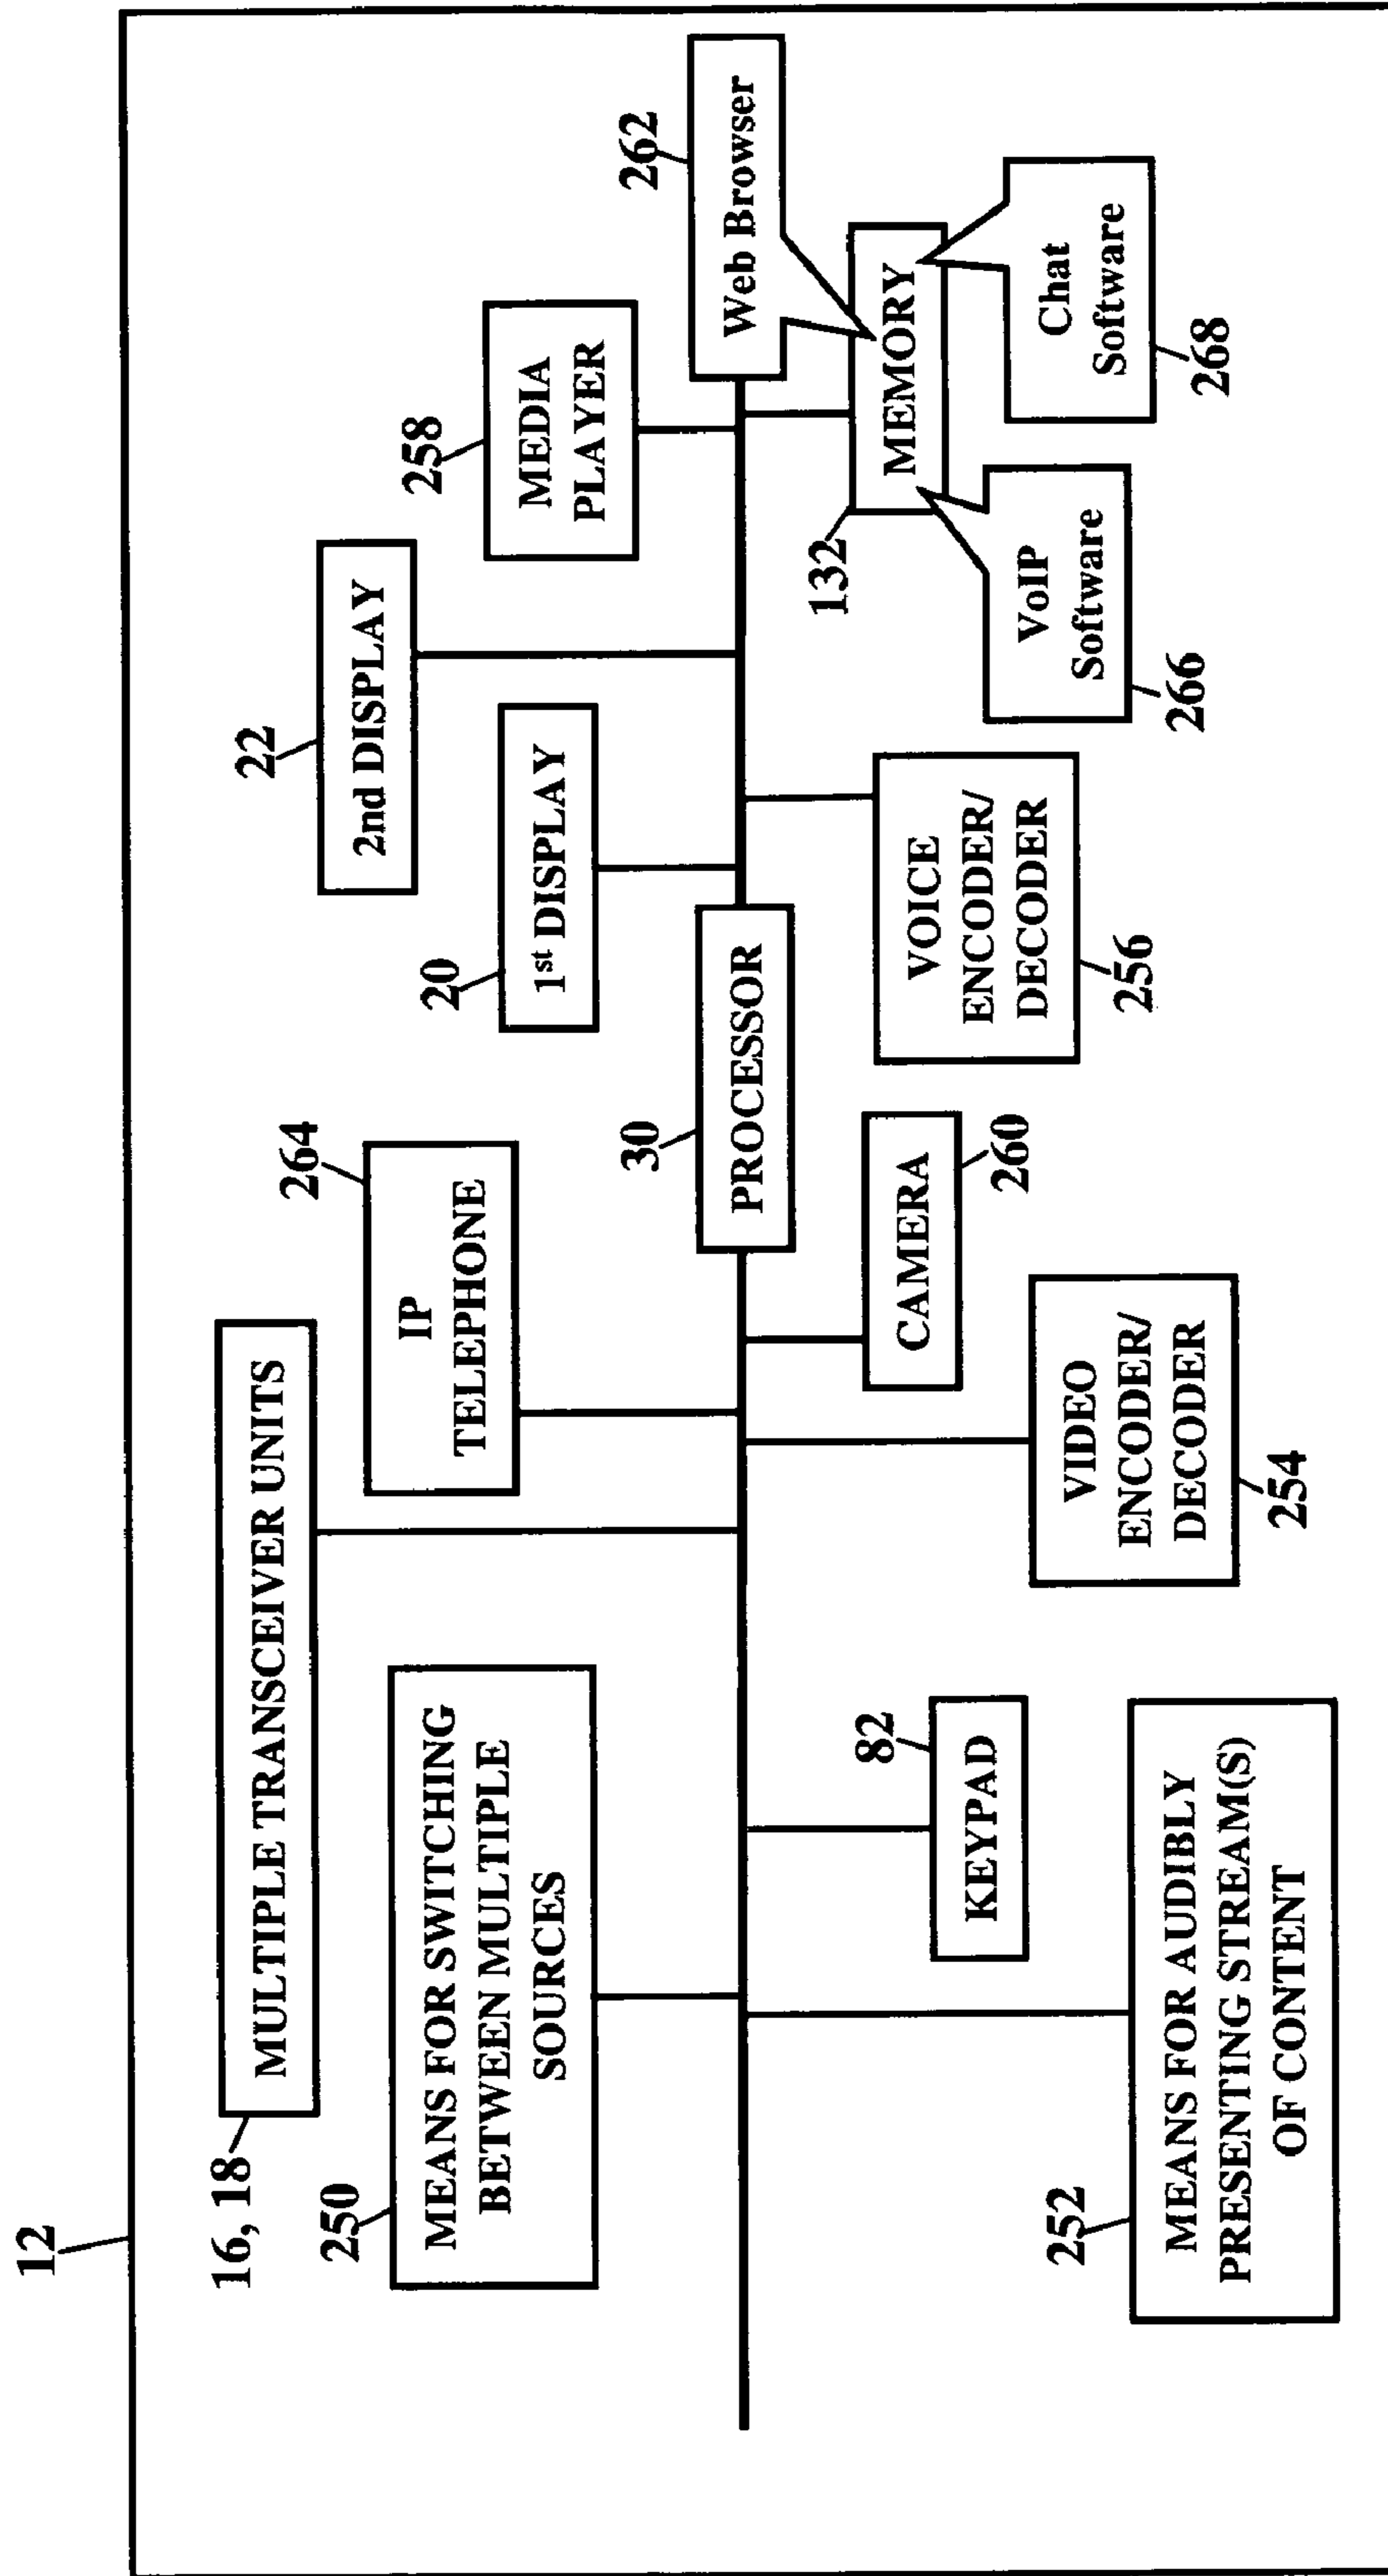 12
16, 18
MULTIPLE TRANSCEIVER UNITS
264
IP
TELEPHONE
22
2nd DISPLAY
250
MEANS FOR SWITCHING
BETWEEN MULTIPLE
SOURCES
20
1st DISPLAY
258
MEDIA
PLAYER
30
PROCESSOR
262
Web Browser
82
KEYPAD
CAMERA
260
VOICE
ENCODER/
DECODER
256
132
MEMORY
VoIP
Software
266
Chat
Software
268
252
MEANS FOR AUDIBLY
PRESENTING STREAM(S)
OF CONTENT
VIDEO
ENCODER/
DECODER
254